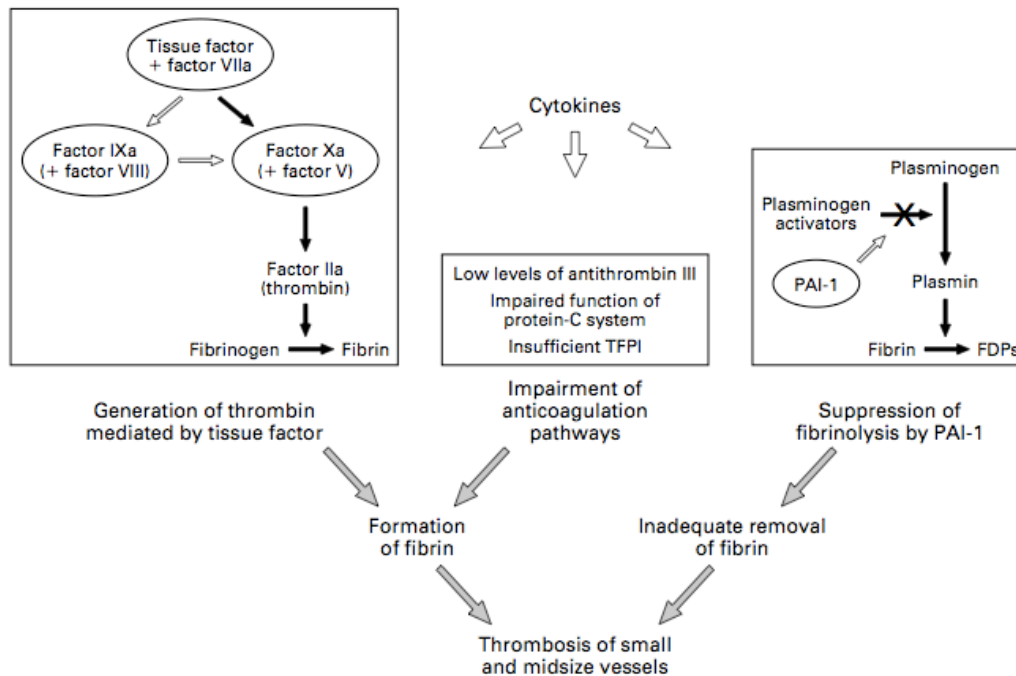 Tissue factor
+ factor VIIa
Factor IXa
(+ factor VIII)
Factor Xa
(+ factor V)
Factor IIa
(thrombin)
Fibrinogen
Fibrin
Cytokines
Low levels of antithrombin III
Impaired function of
protein-C system
Insufficient TFPI
Plasminogen
Plasminogen
activators
X
PAI-1
Plasmin
Fibrin
FDPs
Generation of thrombin
mediated by tissue factor
Impairment of
anticoagulation
pathways
Suppression of
fibrinolysis by PAI-1
Formation
of fibrin
Inadequate removal
of fibrin
Thrombosis of small
and midsize vessels